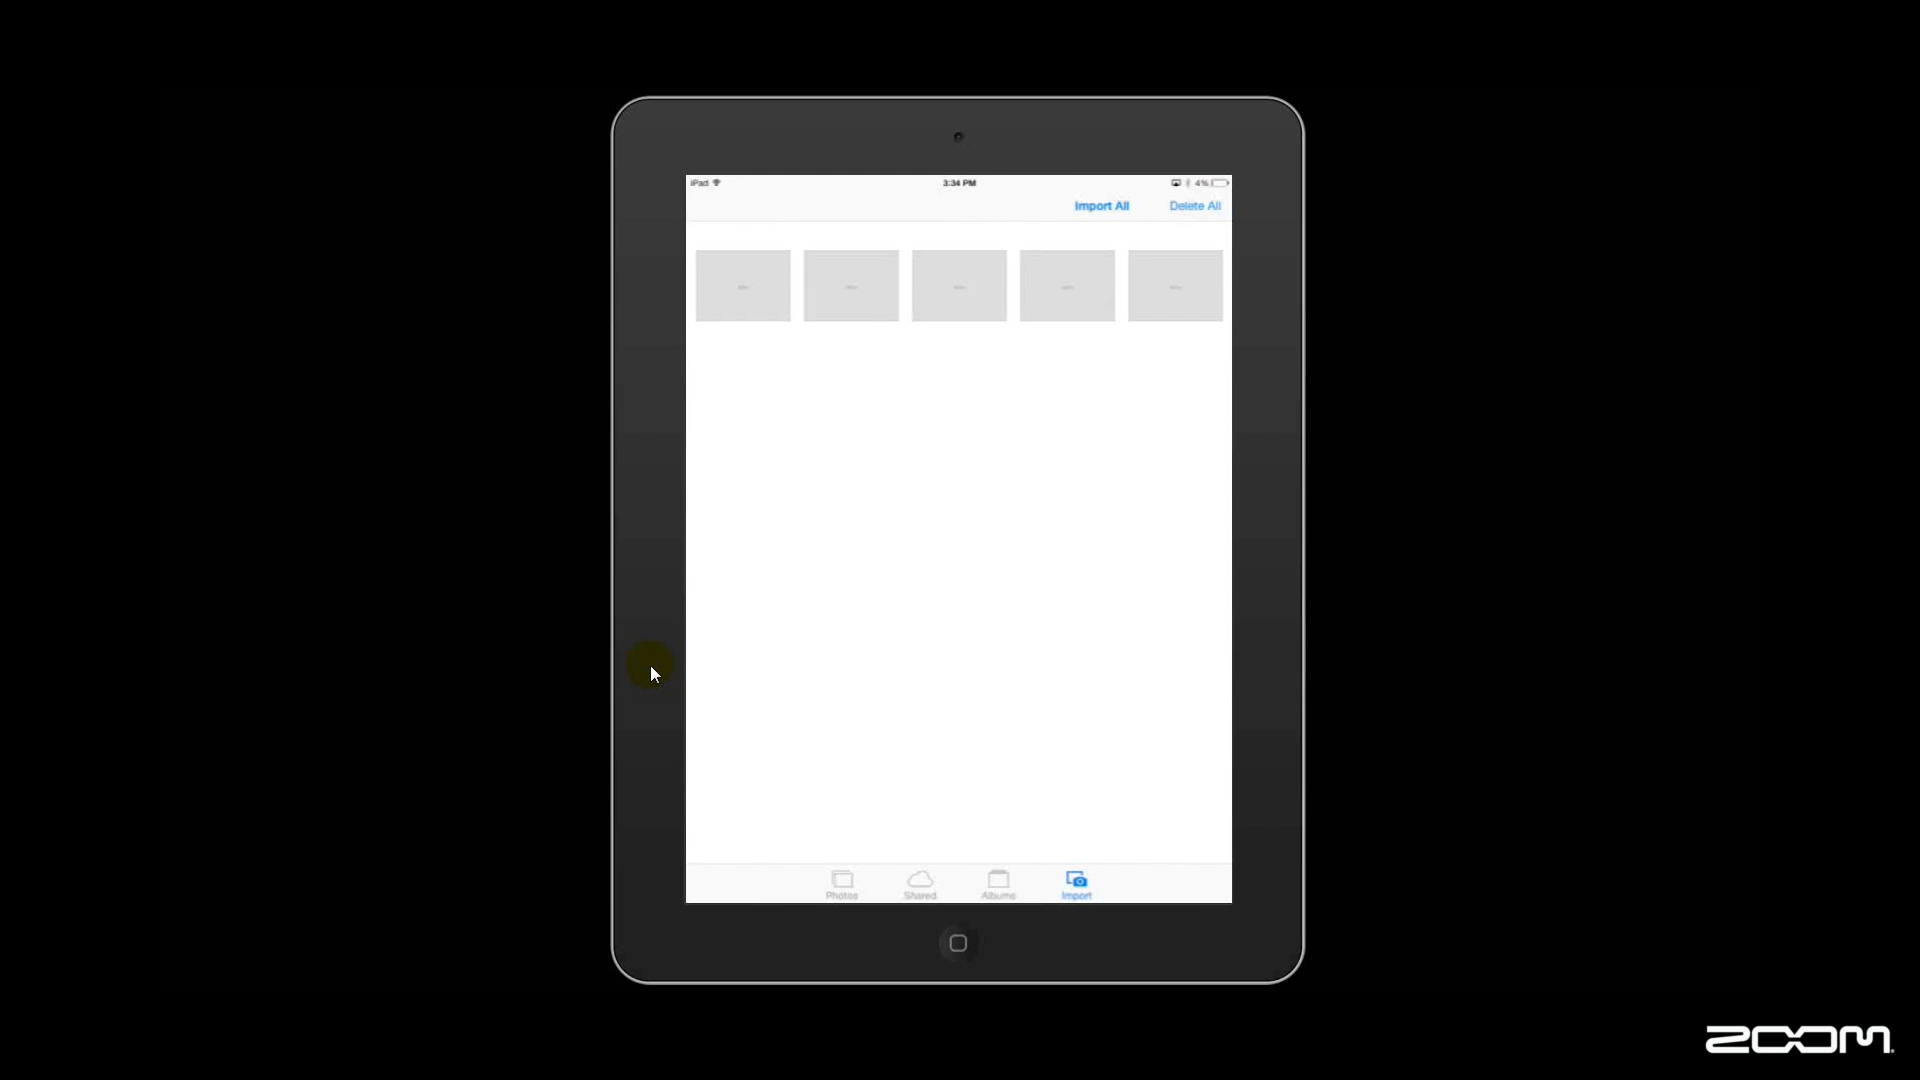 iPad
3:34 PM
4%
Import All
Delete All
Photos
Shared
Albums
Import
ZOOM